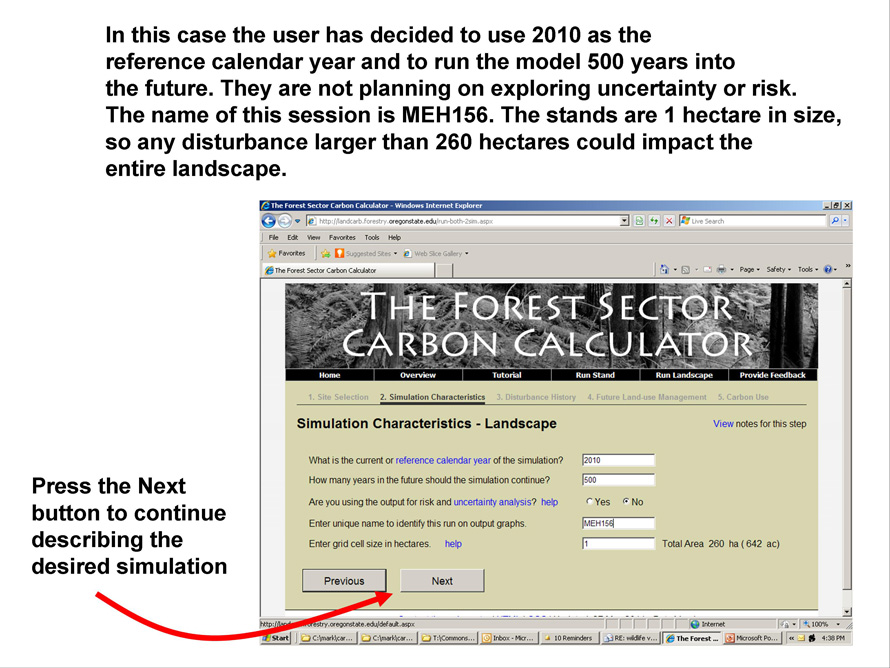 In this case the user has decided to use 2010 as the
reference calendar year and to run the model 500 years into
the future. They are not planning on exploring uncertainty or risk.
The name of this session is MEH156. The stands are 1 hectare in size,
so any disturbance larger than 260 hectares could impact the
entire landscape.
The Forest Sector Carbon Calculator - Windows Internet Explorer
http://landcarb.forestry.oregonstate.edu/run-both-2sim.aspx
Live Search
File Edit View Favorites Tools Help
Favorites Suggested Sites Web Slice Gallery
The Forest Sector Carbon Calculator
Page Safety Tools
THE FOREST SECTOR
CARBON CALCULATOR
Home Overview Tutorial Run Stand Run Landscape Provide Feedback
1. Site Selection 2. Simulation Characteristics 3. Disturbance History 4. Future Land-use Management 5. Carbon Use
Simulation Characteristics - Landscape
View notes for this step
What is the current or reference calendar year of the simulation? 2010
How many years in the future should the simulation continue? 500
Are you using the output for risk and uncertainty analysis? help Yes No
Enter unique name to identify this run on output graphs. MEH156
Enter grid cell size in hectares. help 1 Total Area 260 ha ( 642 ac)
Previous Next
Press the Next
button to continue
describing the
desired simulation
Internet 100%
Start C:\mark\car... C:\mark\car... T:\Commons... Inbox - Micr... 10 Reminders RE: wildlife v... The Forest ... Microsoft Po... 4:38 PM